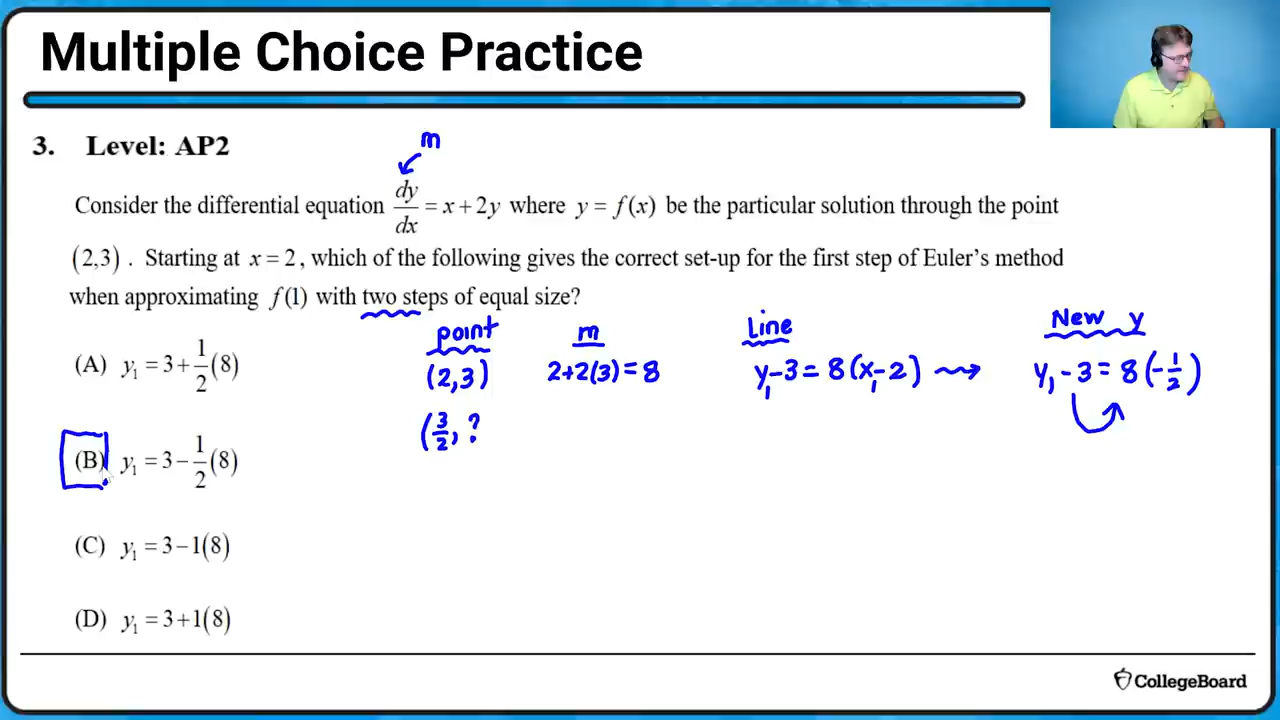 Multiple Choice Practice
3. Level: AP2
m
Consider the differential equation dy/dx = x + 2y where y = f(x) be the particular solution through the point
(2,3). Starting at x = 2, which of the following gives the correct set-up for the first step of Euler's method
when approximating f(1) with two steps of equal size?
point m Line New y
(A) y₁ = 3 + 1/2 (8)
(2,3) 2+2(3) = 8 y₁-3 = 8(x₁-2) ⟿ y₁ - 3 = 8(-1/2)
(3/2, ?
(B) y₁ = 3 − 1/2 (8)
(C) y₁ = 3 − 1(8)
(D) y₁ = 3 + 1(8)
CollegeBoard